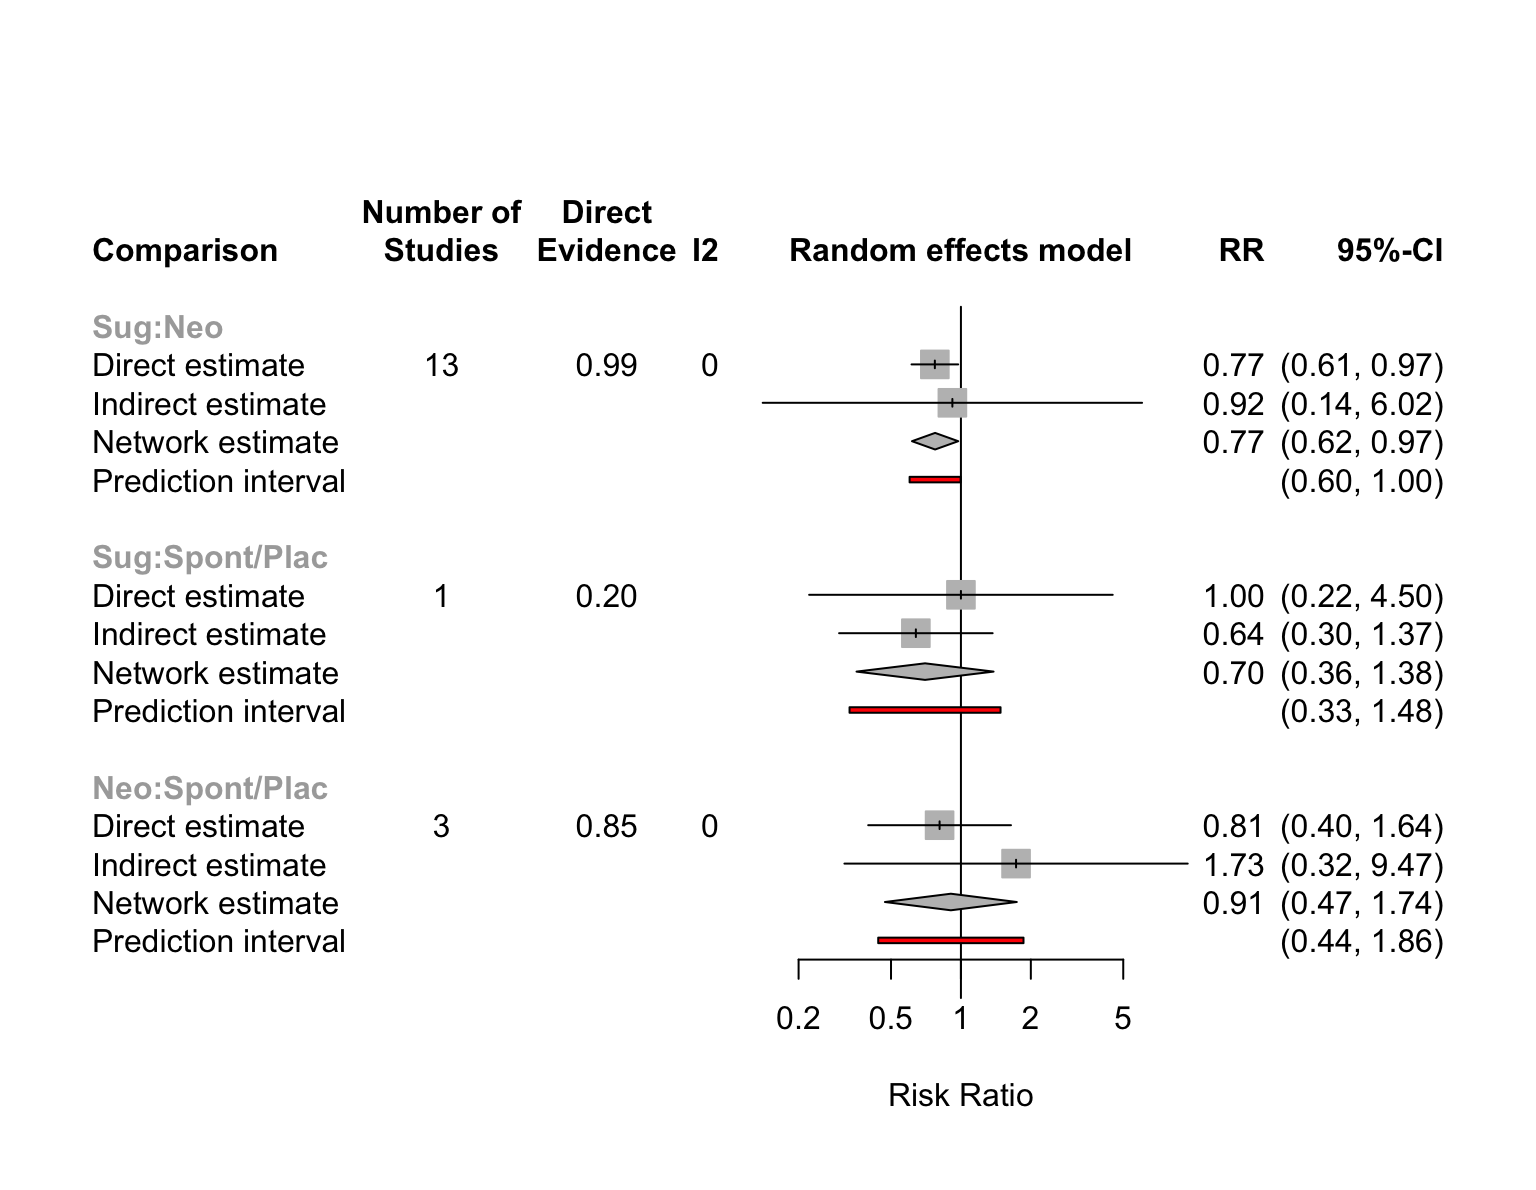 Number of Direct
Comparison Studies Evidence I2 Random effects model RR 95%-CI
Sug:Neo
Direct estimate 13 0.99 0 0.77 (0.61, 0.97)
Indirect estimate 0.92 (0.14, 6.02)
Network estimate 0.77 (0.62, 0.97)
Prediction interval (0.60, 1.00)
Sug:Spont/Plac
Direct estimate 1 0.20 1.00 (0.22, 4.50)
Indirect estimate 0.64 (0.30, 1.37)
Network estimate 0.70 (0.36, 1.38)
Prediction interval (0.33, 1.48)
Neo:Spont/Plac
Direct estimate 3 0.85 0 0.81 (0.40, 1.64)
Indirect estimate 1.73 (0.32, 9.47)
Network estimate 0.91 (0.47, 1.74)
Prediction interval (0.44, 1.86)
0.2 0.5 1 2 5
Risk Ratio